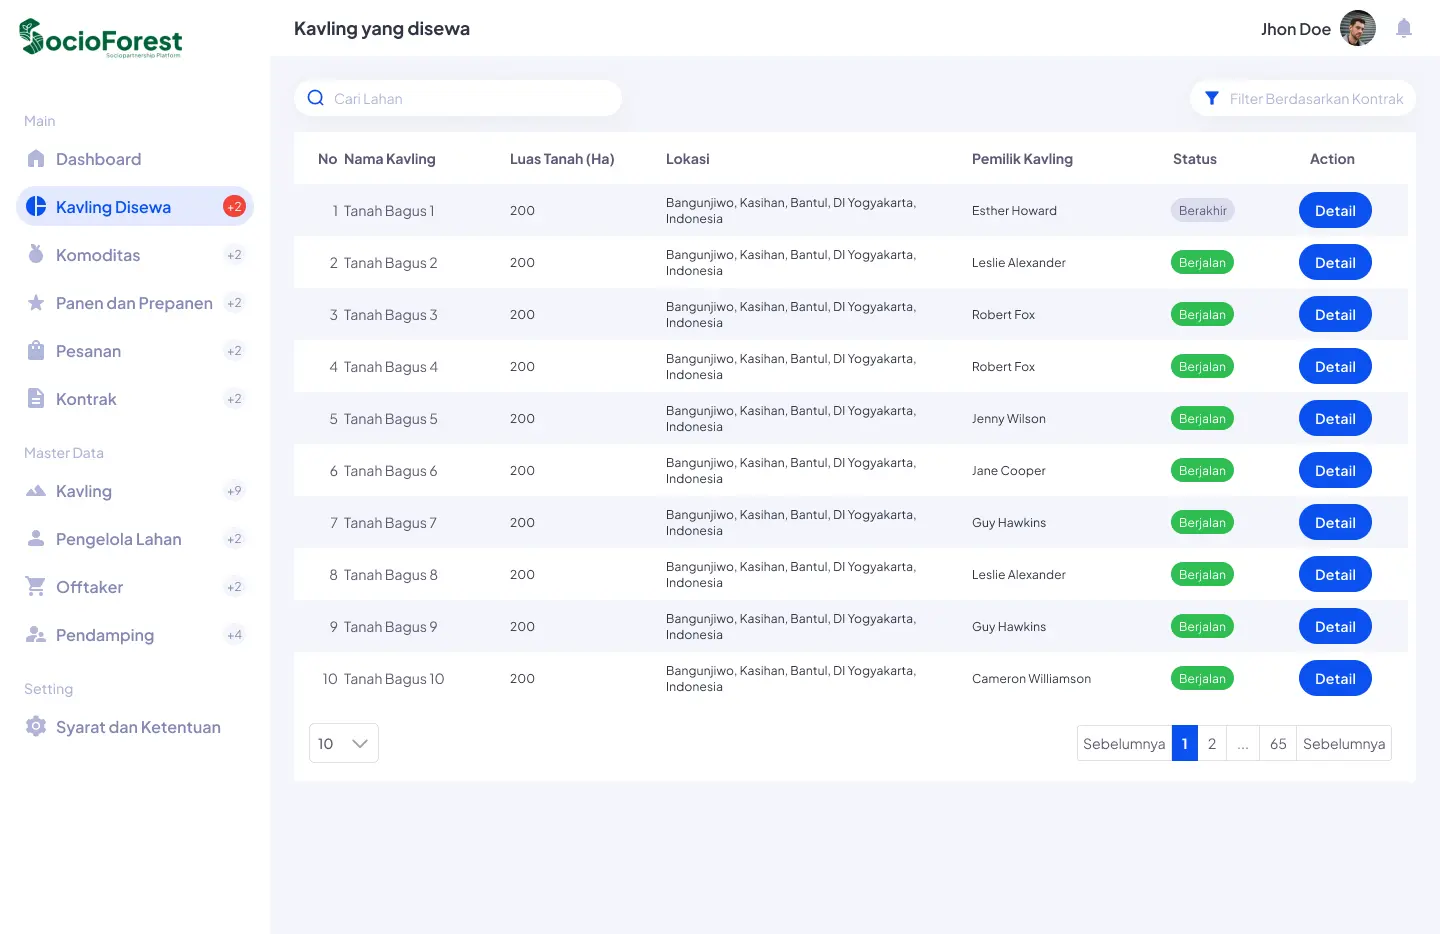 SocioForest
Sociopartnership Platform
Kavling yang disewa
Jhon Doe
Main
Dashboard
Kavling Disewa +2
Komoditas +2
Panen dan Prepanen +2
Pesanan +2
Kontrak +2
Master Data
Kavling +9
Pengelola Lahan +2
Offtaker +2
Pendamping +4
Setting
Syarat dan Ketentuan
Cari Lahan
Filter Berdasarkan Kontrak
No Nama Kavling Luas Tanah (Ha) Lokasi Pemilik Kavling Status Action
1 Tanah Bagus 1 200 Bangunjiwo, Kasihan, Bantul, DI Yogyakarta, Esther Howard Berakhir Detail
Indonesia
2 Tanah Bagus 2 200 Bangunjiwo, Kasihan, Bantul, DI Yogyakarta, Leslie Alexander Berjalan Detail
Indonesia
3 Tanah Bagus 3 200 Bangunjiwo, Kasihan, Bantul, DI Yogyakarta, Robert Fox Berjalan Detail
Indonesia
4 Tanah Bagus 4 200 Bangunjiwo, Kasihan, Bantul, DI Yogyakarta, Robert Fox Berjalan Detail
Indonesia
5 Tanah Bagus 5 200 Bangunjiwo, Kasihan, Bantul, DI Yogyakarta, Jenny Wilson Berjalan Detail
Indonesia
6 Tanah Bagus 6 200 Bangunjiwo, Kasihan, Bantul, DI Yogyakarta, Jane Cooper Berjalan Detail
Indonesia
7 Tanah Bagus 7 200 Bangunjiwo, Kasihan, Bantul, DI Yogyakarta, Guy Hawkins Berjalan Detail
Indonesia
8 Tanah Bagus 8 200 Bangunjiwo, Kasihan, Bantul, DI Yogyakarta, Leslie Alexander Berjalan Detail
Indonesia
9 Tanah Bagus 9 200 Bangunjiwo, Kasihan, Bantul, DI Yogyakarta, Guy Hawkins Berjalan Detail
Indonesia
10 Tanah Bagus 10 200 Bangunjiwo, Kasihan, Bantul, DI Yogyakarta, Cameron Williamson Berjalan Detail
Indonesia
10
Sebelumnya 1 2 ... 65 Sebelumnya